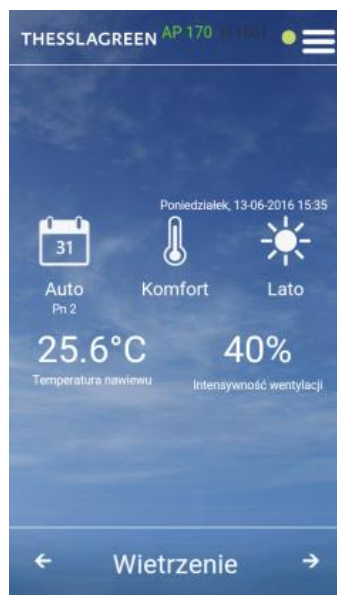 THESSLAGREEN AP 170
Poniedziałek, 13-06-2016 15:35
31
Auto Komfort Lato
Pn 2
25.6°C 40%
Temperatura nawiewu Intensywność wentylacji
Wietrzenie